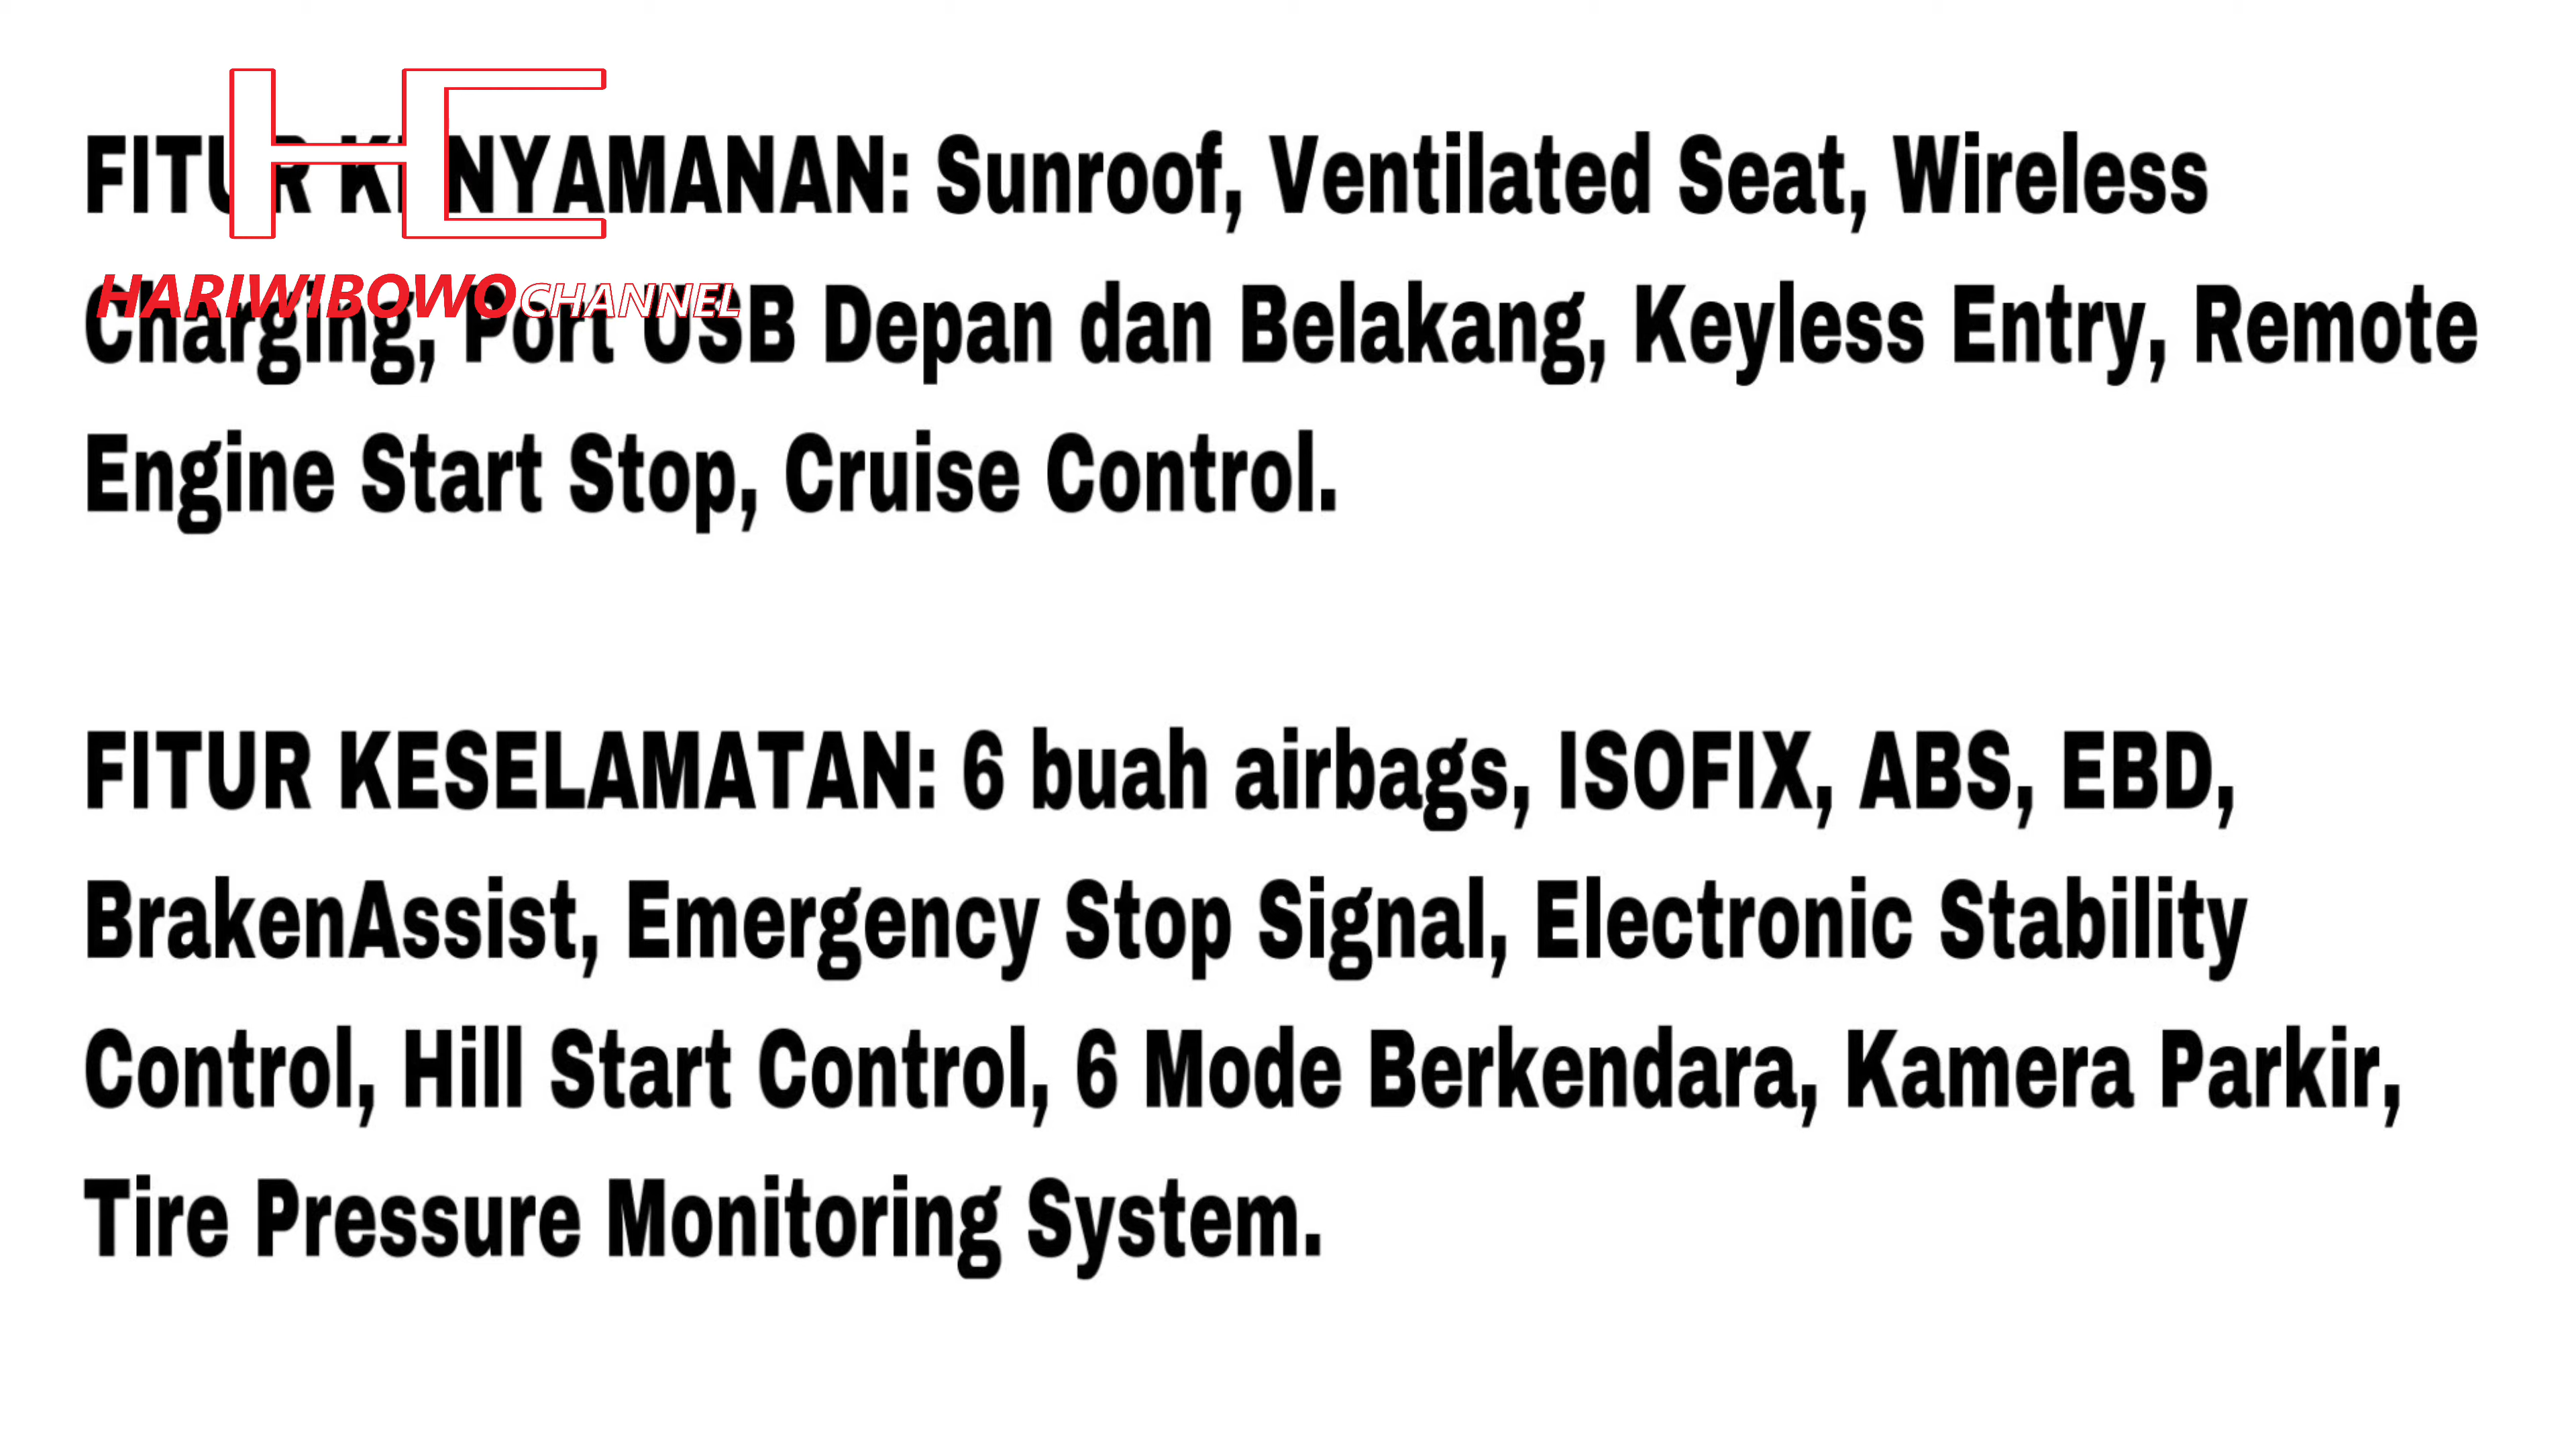 FITUR KENYAMANAN: Sunroof, Ventilated Seat, Wireless
HARIWIBOWO CHANNEL
Charging, Port USB Depan dan Belakang, Keyless Entry, Remote
Engine Start Stop, Cruise Control.
FITUR KESELAMATAN: 6 buah airbags, ISOFIX, ABS, EBD,
BrakenAssist, Emergency Stop Signal, Electronic Stability
Control, Hill Start Control, 6 Mode Berkendara, Kamera Parkir,
Tire Pressure Monitoring System.